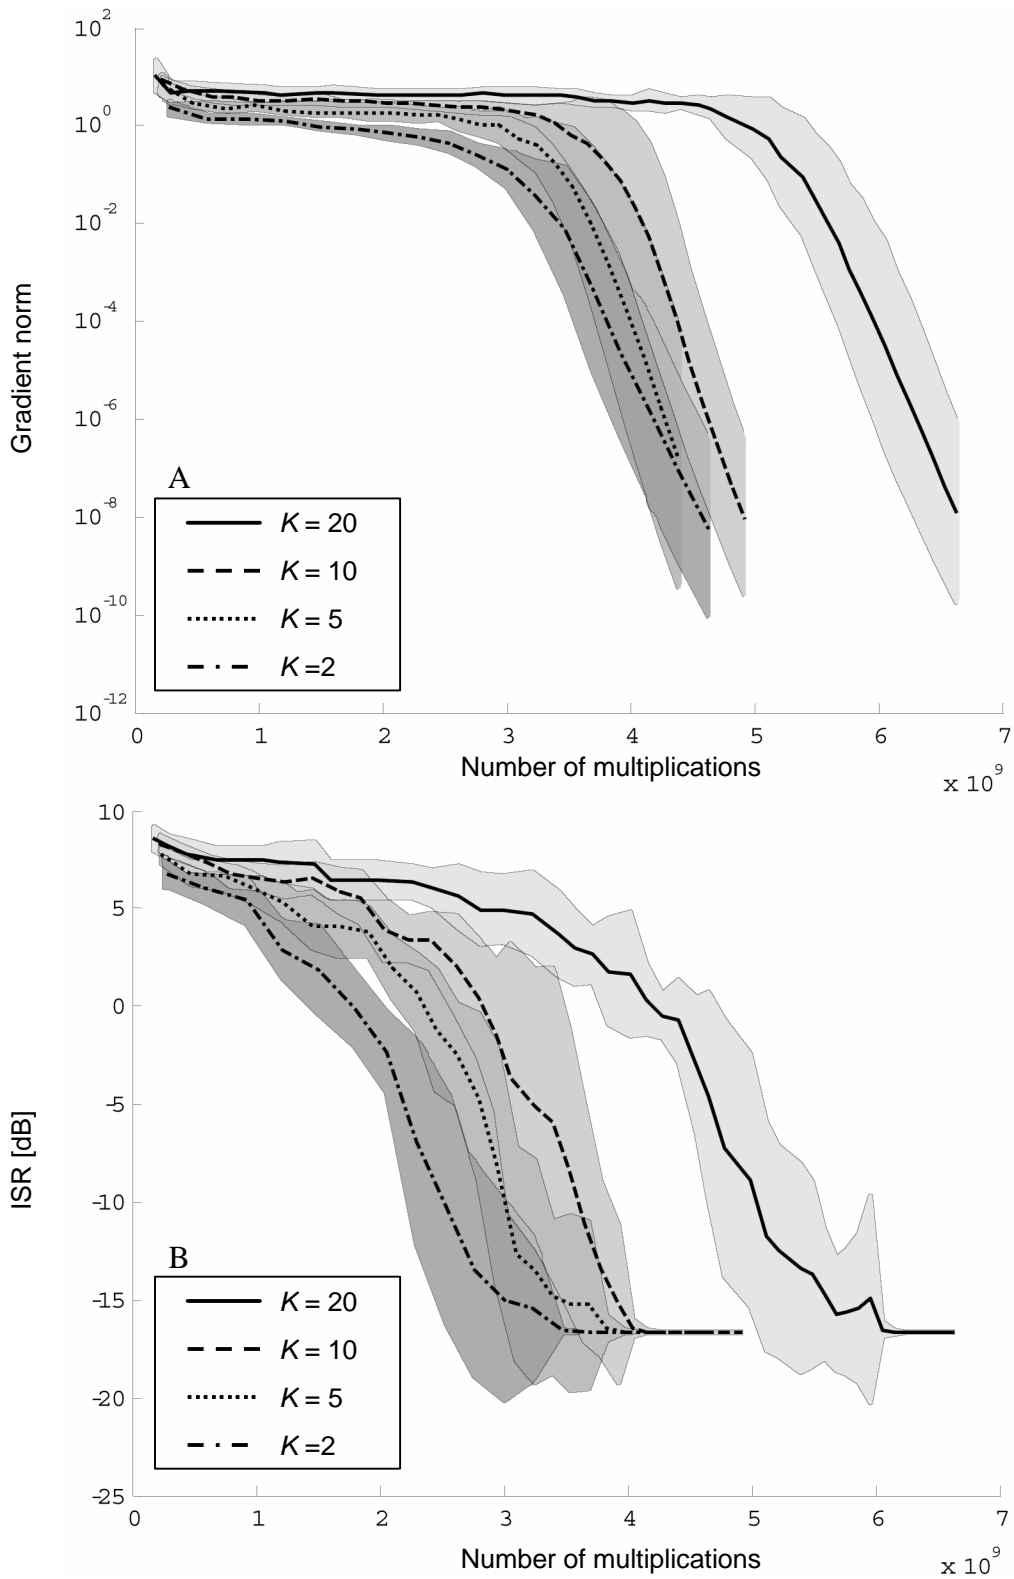 10^2
10^0
10^-2
10^-4
10^-6
10^-8
10^-10
10^-12
Gradient norm
A
K = 20
K = 10
K = 5
K =2
0 1 2 3 4 5 6 7
Number of multiplications
x 10^9
10
5
0
-5
-10
-15
-20
-25
ISR [dB]
B
K = 20
K = 10
K = 5
K =2
0 1 2 3 4 5 6 7
Number of multiplications
x 10^9